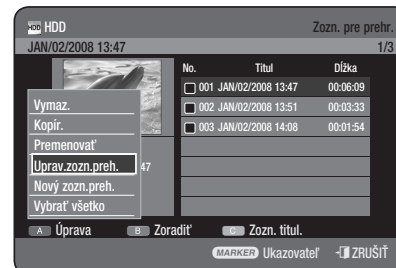 HDD HDD Zozn. pre prehr.
JAN/02/2008 13:47 1/3
No. Titul Dĺžka
001 JAN/02/2008 13:47 00:06:09
002 JAN/02/2008 13:51 00:03:33
003 JAN/02/2008 14:08 00:01:54
Vymaz.
Kopír.
Premenovať
Uprav.zozn.preh. 47
Nový zozn.preh.
Vybrať všetko
A Úprava B Zoradiť C Zozn. titul.
MARKER Ukazovateľ ZRUŠIŤ